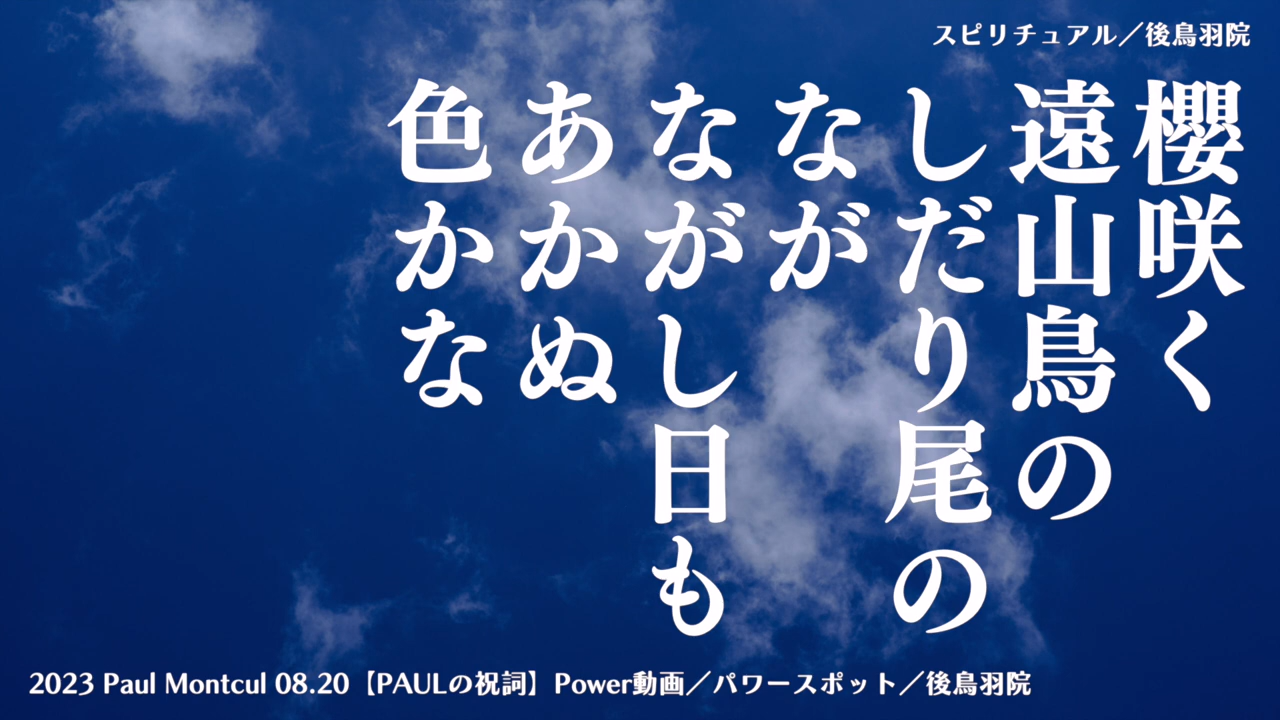 スピリチュアル／後鳥羽院
櫻咲く
遠山鳥の
しだり尾の
なが
ながし日も
あかぬ
色かな
2023 Paul Montcul 08.20【PAULの祝詞】Power動画／パワースポット／後鳥羽院